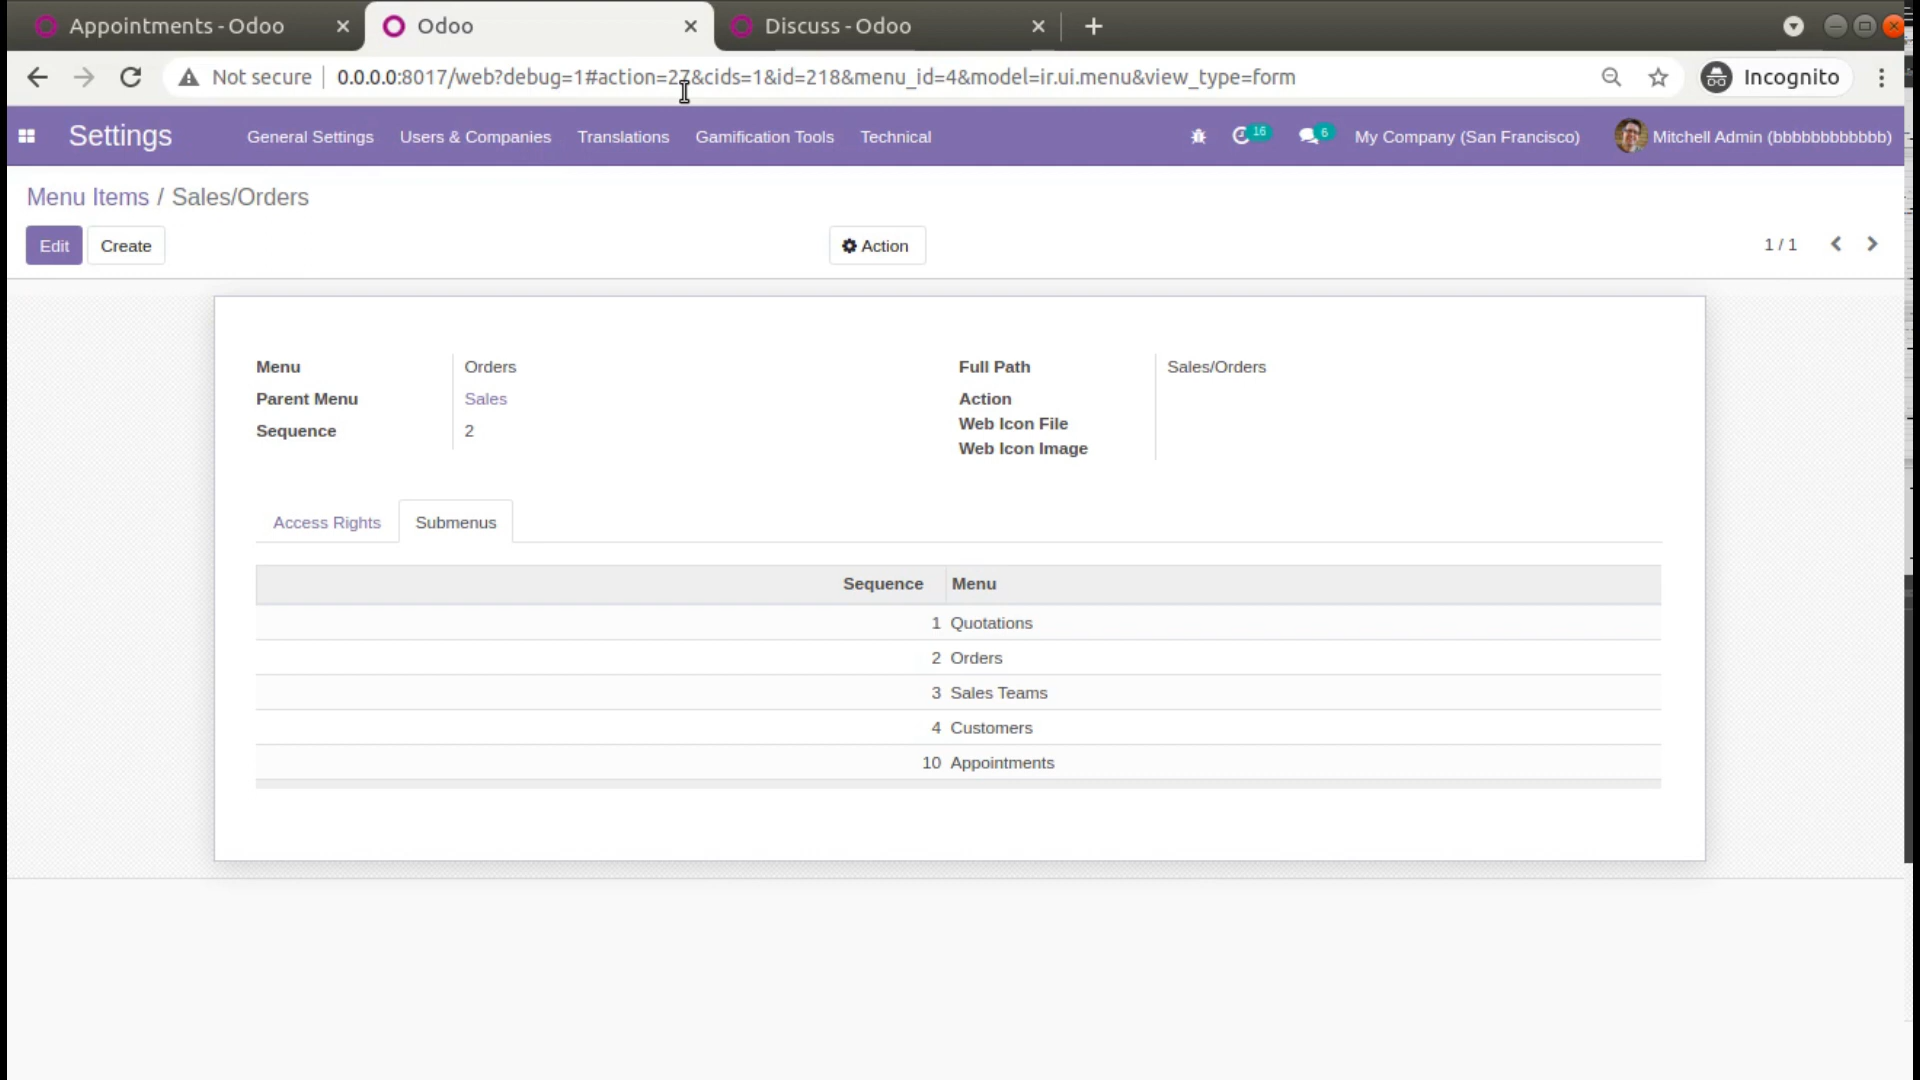 Appointments - Odoo
Odoo
Discuss - Odoo
Not secure
0.0.0.0:8017/web?debug=1#action=27&cids=1&id=218&menu_id=4&model=ir.ui.menu&view_type=form
Incognito
Settings
General Settings
Users & Companies
Translations
Gamification Tools
Technical
16
6
My Company (San Francisco)
Mitchell Admin (bbbbbbbbbbbb)
Menu Items / Sales/Orders
Edit
Create
Action
1 / 1
Menu
Orders
Parent Menu
Sales
Sequence
2
Full Path
Sales/Orders
Action
Web Icon File
Web Icon Image
Access Rights
Submenus
Sequence Menu
1 Quotations
2 Orders
3 Sales Teams
4 Customers
10 Appointments